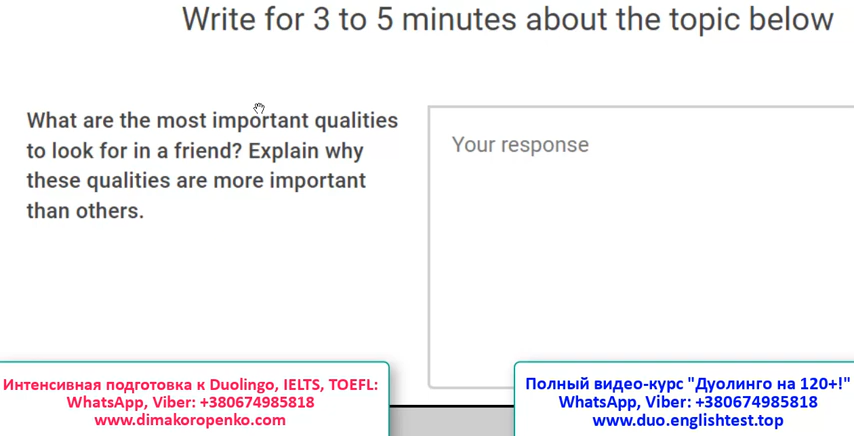 Write for 3 to 5 minutes about the topic below
What are the most important qualities
to look for in a friend? Explain why
these qualities are more important
than others.
Your response
Интенсивная подготовка к Duolingo, IELTS, TOEFL:
WhatsApp, Viber: +380674985818
www.dimakoropenko.com
Полный видео-курс "Дуолинго на 120+!"
WhatsApp, Viber: +380674985818
www.duo.englishtest.top